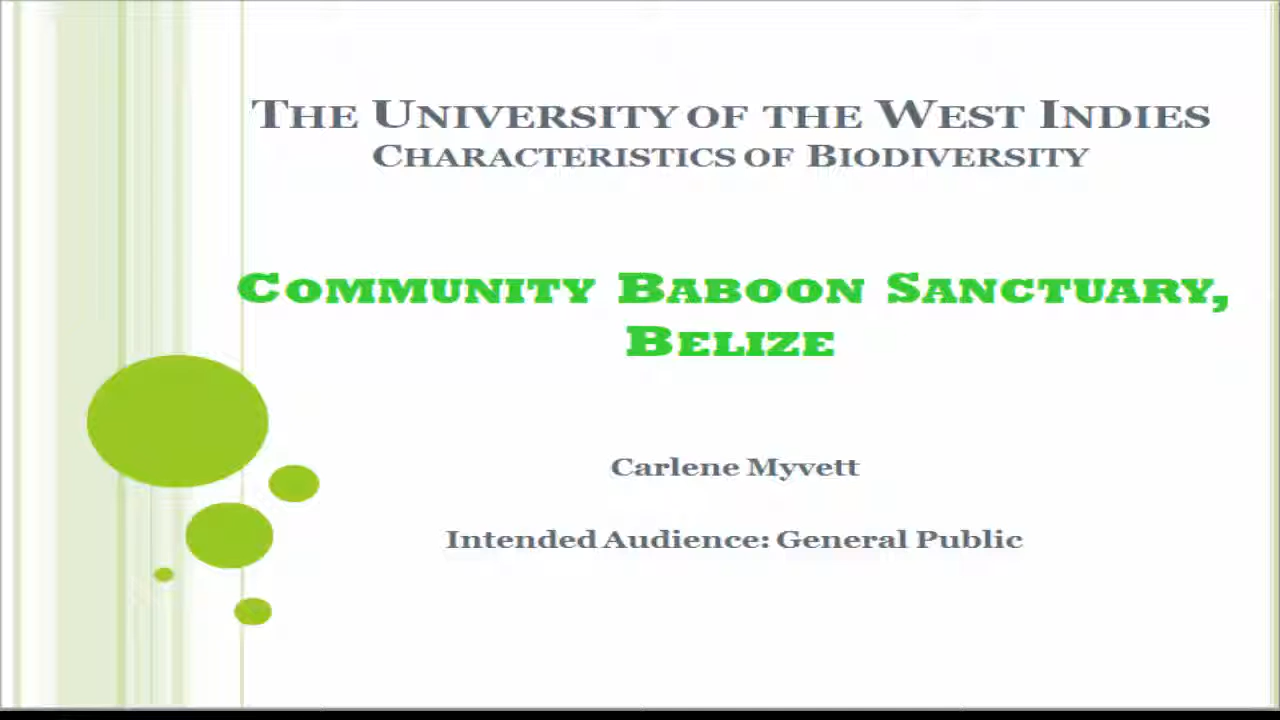 The University of the West Indies
Characteristics of Biodiversity
Community Baboon Sanctuary,
Belize
Carlene Myvett
Intended Audience: General Public